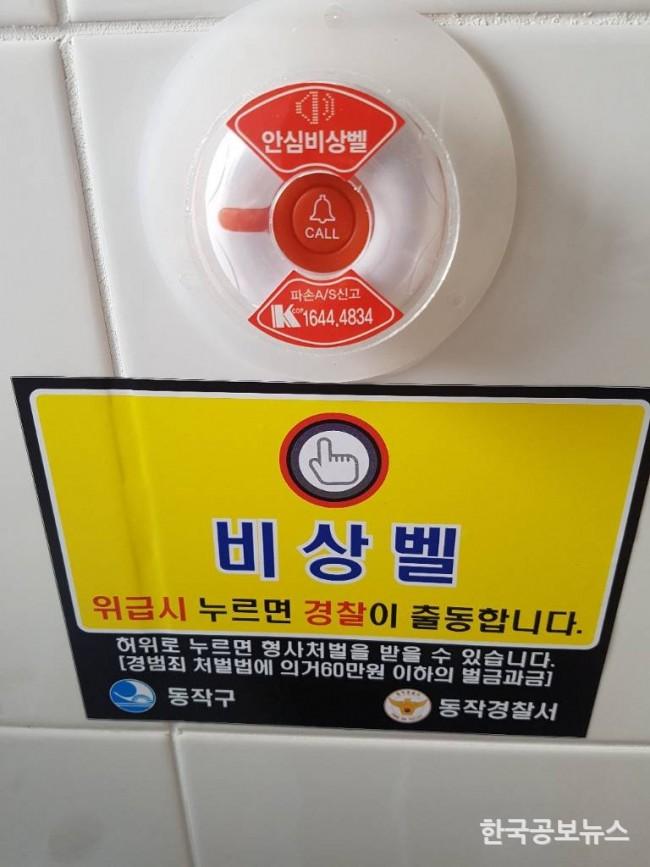 안심비상벨
CALL
파손A/S신고
KCOP 1644.4834
비상벨
위급시 누르면 경찰이 출동합니다.
허위로 누르면 형사처벌을 받을 수 있습니다.
[경범죄 처벌법에 의거60만원 이하의 벌금과금]
동작구 동작경찰서
한국공보뉴스